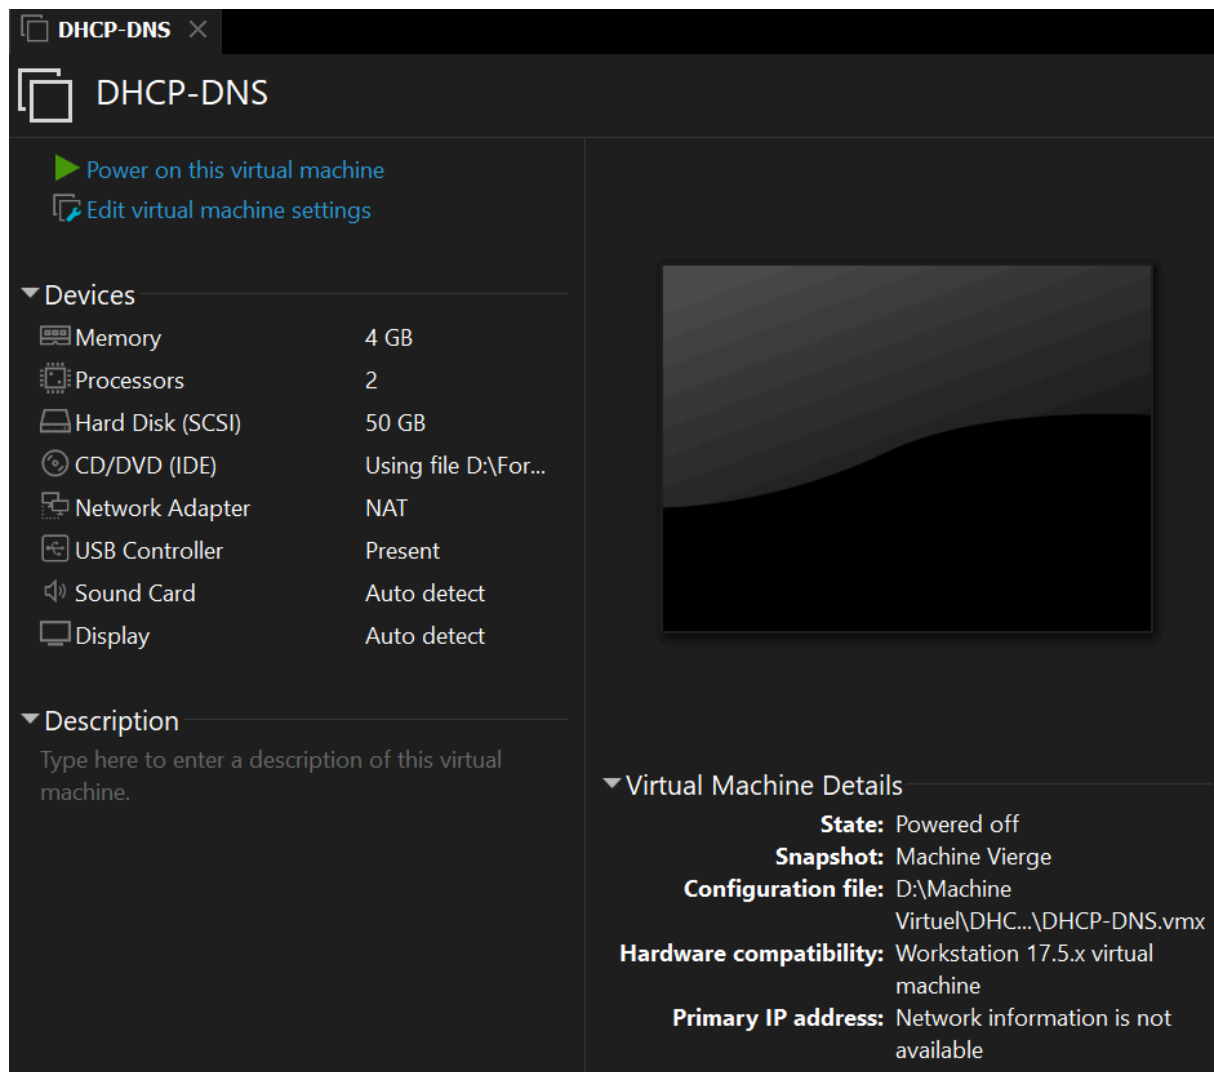 DHCP-DNS
DHCP-DNS
Power on this virtual machine
Edit virtual machine settings
Devices
Memory 4 GB
Processors 2
Hard Disk (SCSI) 50 GB
CD/DVD (IDE) Using file D:\For...
Network Adapter NAT
USB Controller Present
Sound Card Auto detect
Display Auto detect
Description
Type here to enter a description of this virtual
machine.
Virtual Machine Details
State: Powered off
Snapshot: Machine Vierge
Configuration file: D:\Machine
Virtuel\DHC...\DHCP-DNS.vmx
Hardware compatibility: Workstation 17.5.x virtual
machine
Primary IP address: Network information is not
available